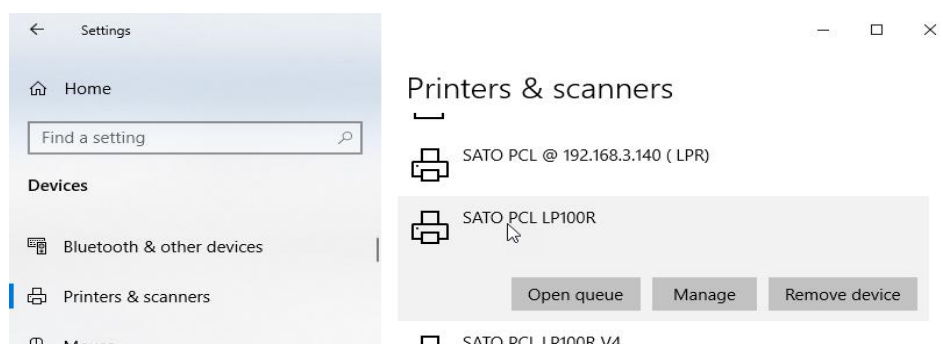 Settings
Home
Find a setting
Devices
Bluetooth & other devices
Printers & scanners
Printers & scanners
SATO PCL @ 192.168.3.140 ( LPR)
SATO PCL LP100R
Open queue Manage Remove device
SATO PCL LP100R V4